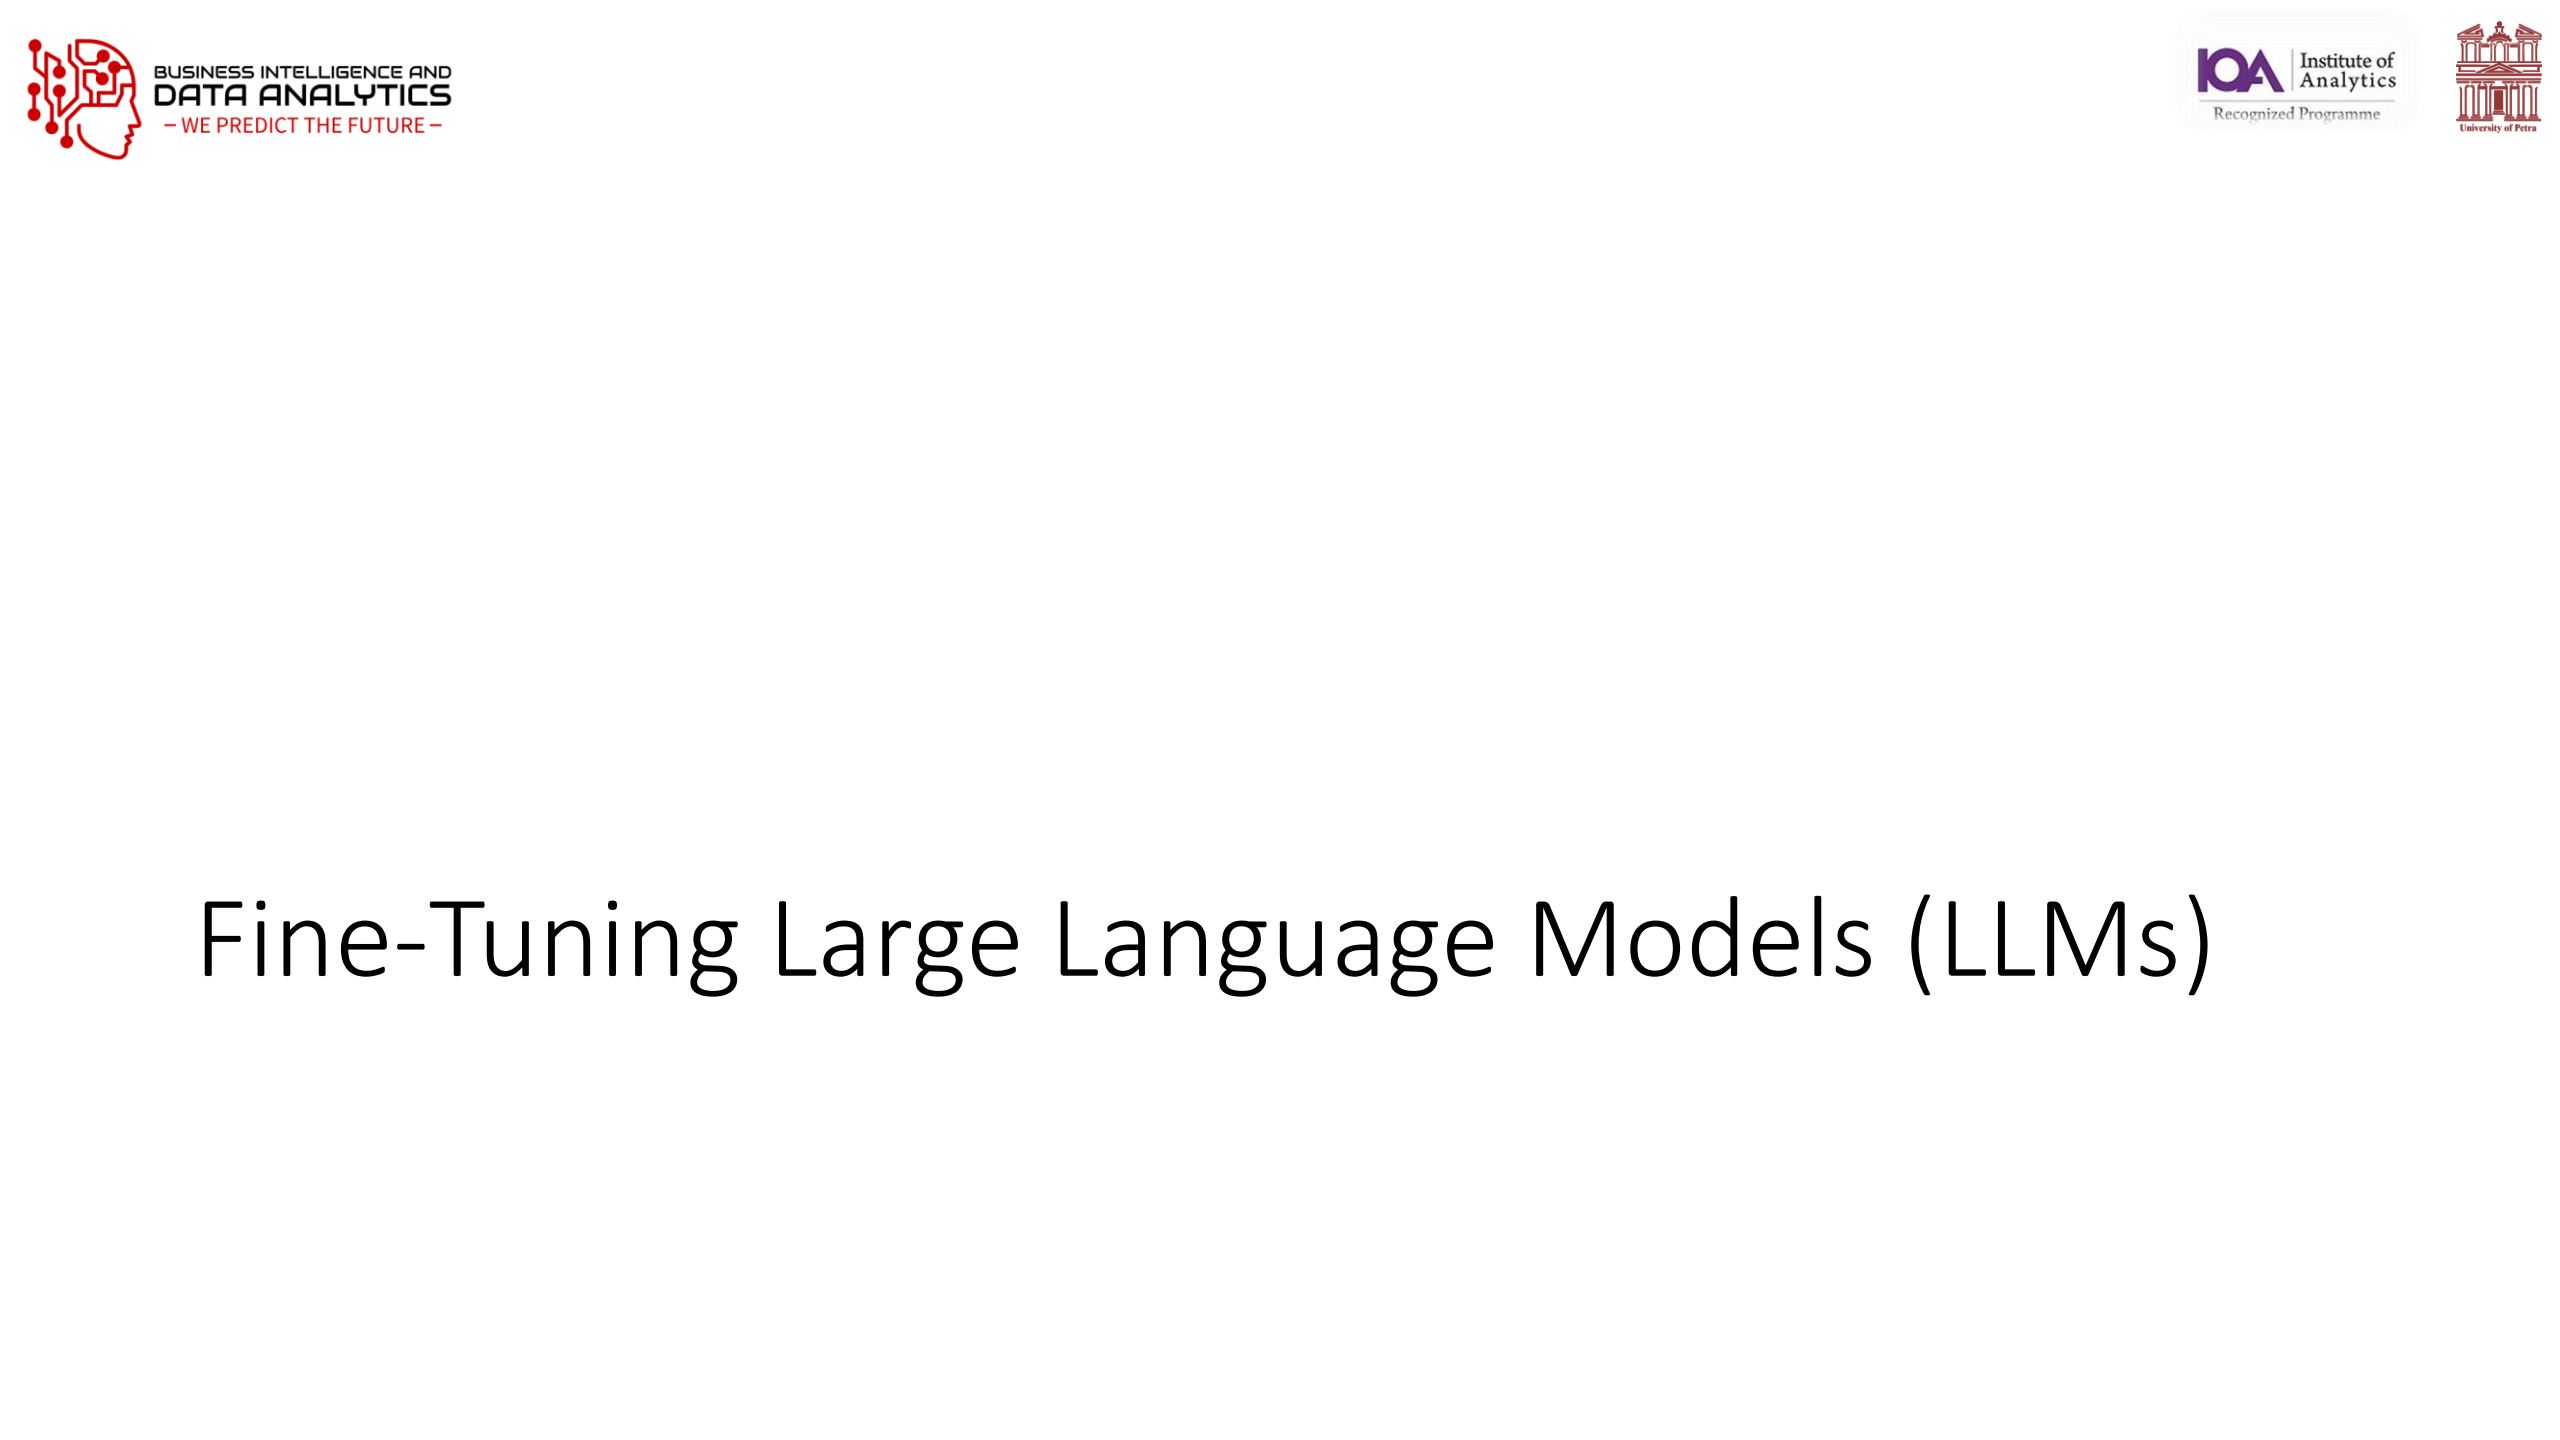 BUSINESS INTELLIGENCE AND
DATA ANALYTICS
– WE PREDICT THE FUTURE –
IOA
Institute of
Analytics
Recognized Programme
University of Petra
Fine-Tuning Large Language Models (LLMs)